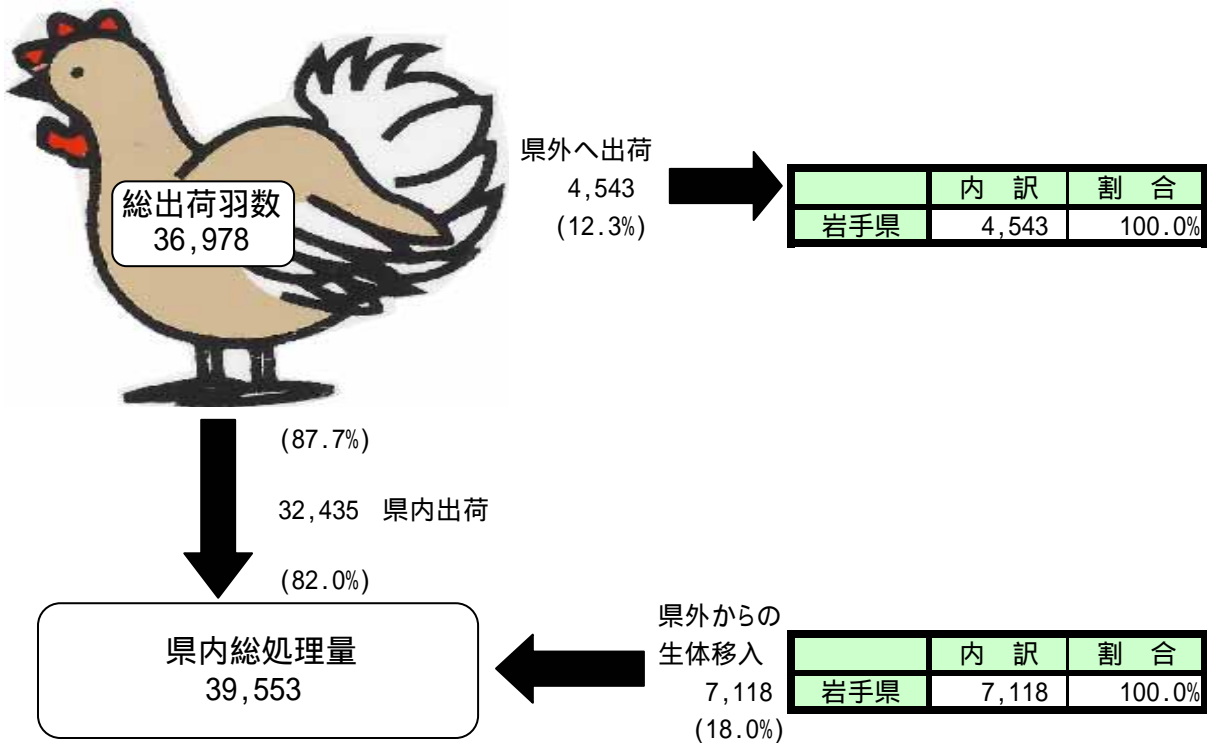 総出荷羽数
36,978
県外へ出荷
4,543
(12.3%)
内 訳 割 合
岩手県 4,543 100.0%
(87.7%)
32,435 県内出荷
(82.0%)
県内総処理量
39,553
県外からの
生体移入
7,118
(18.0%)
内 訳 割 合
岩手県 7,118 100.0%